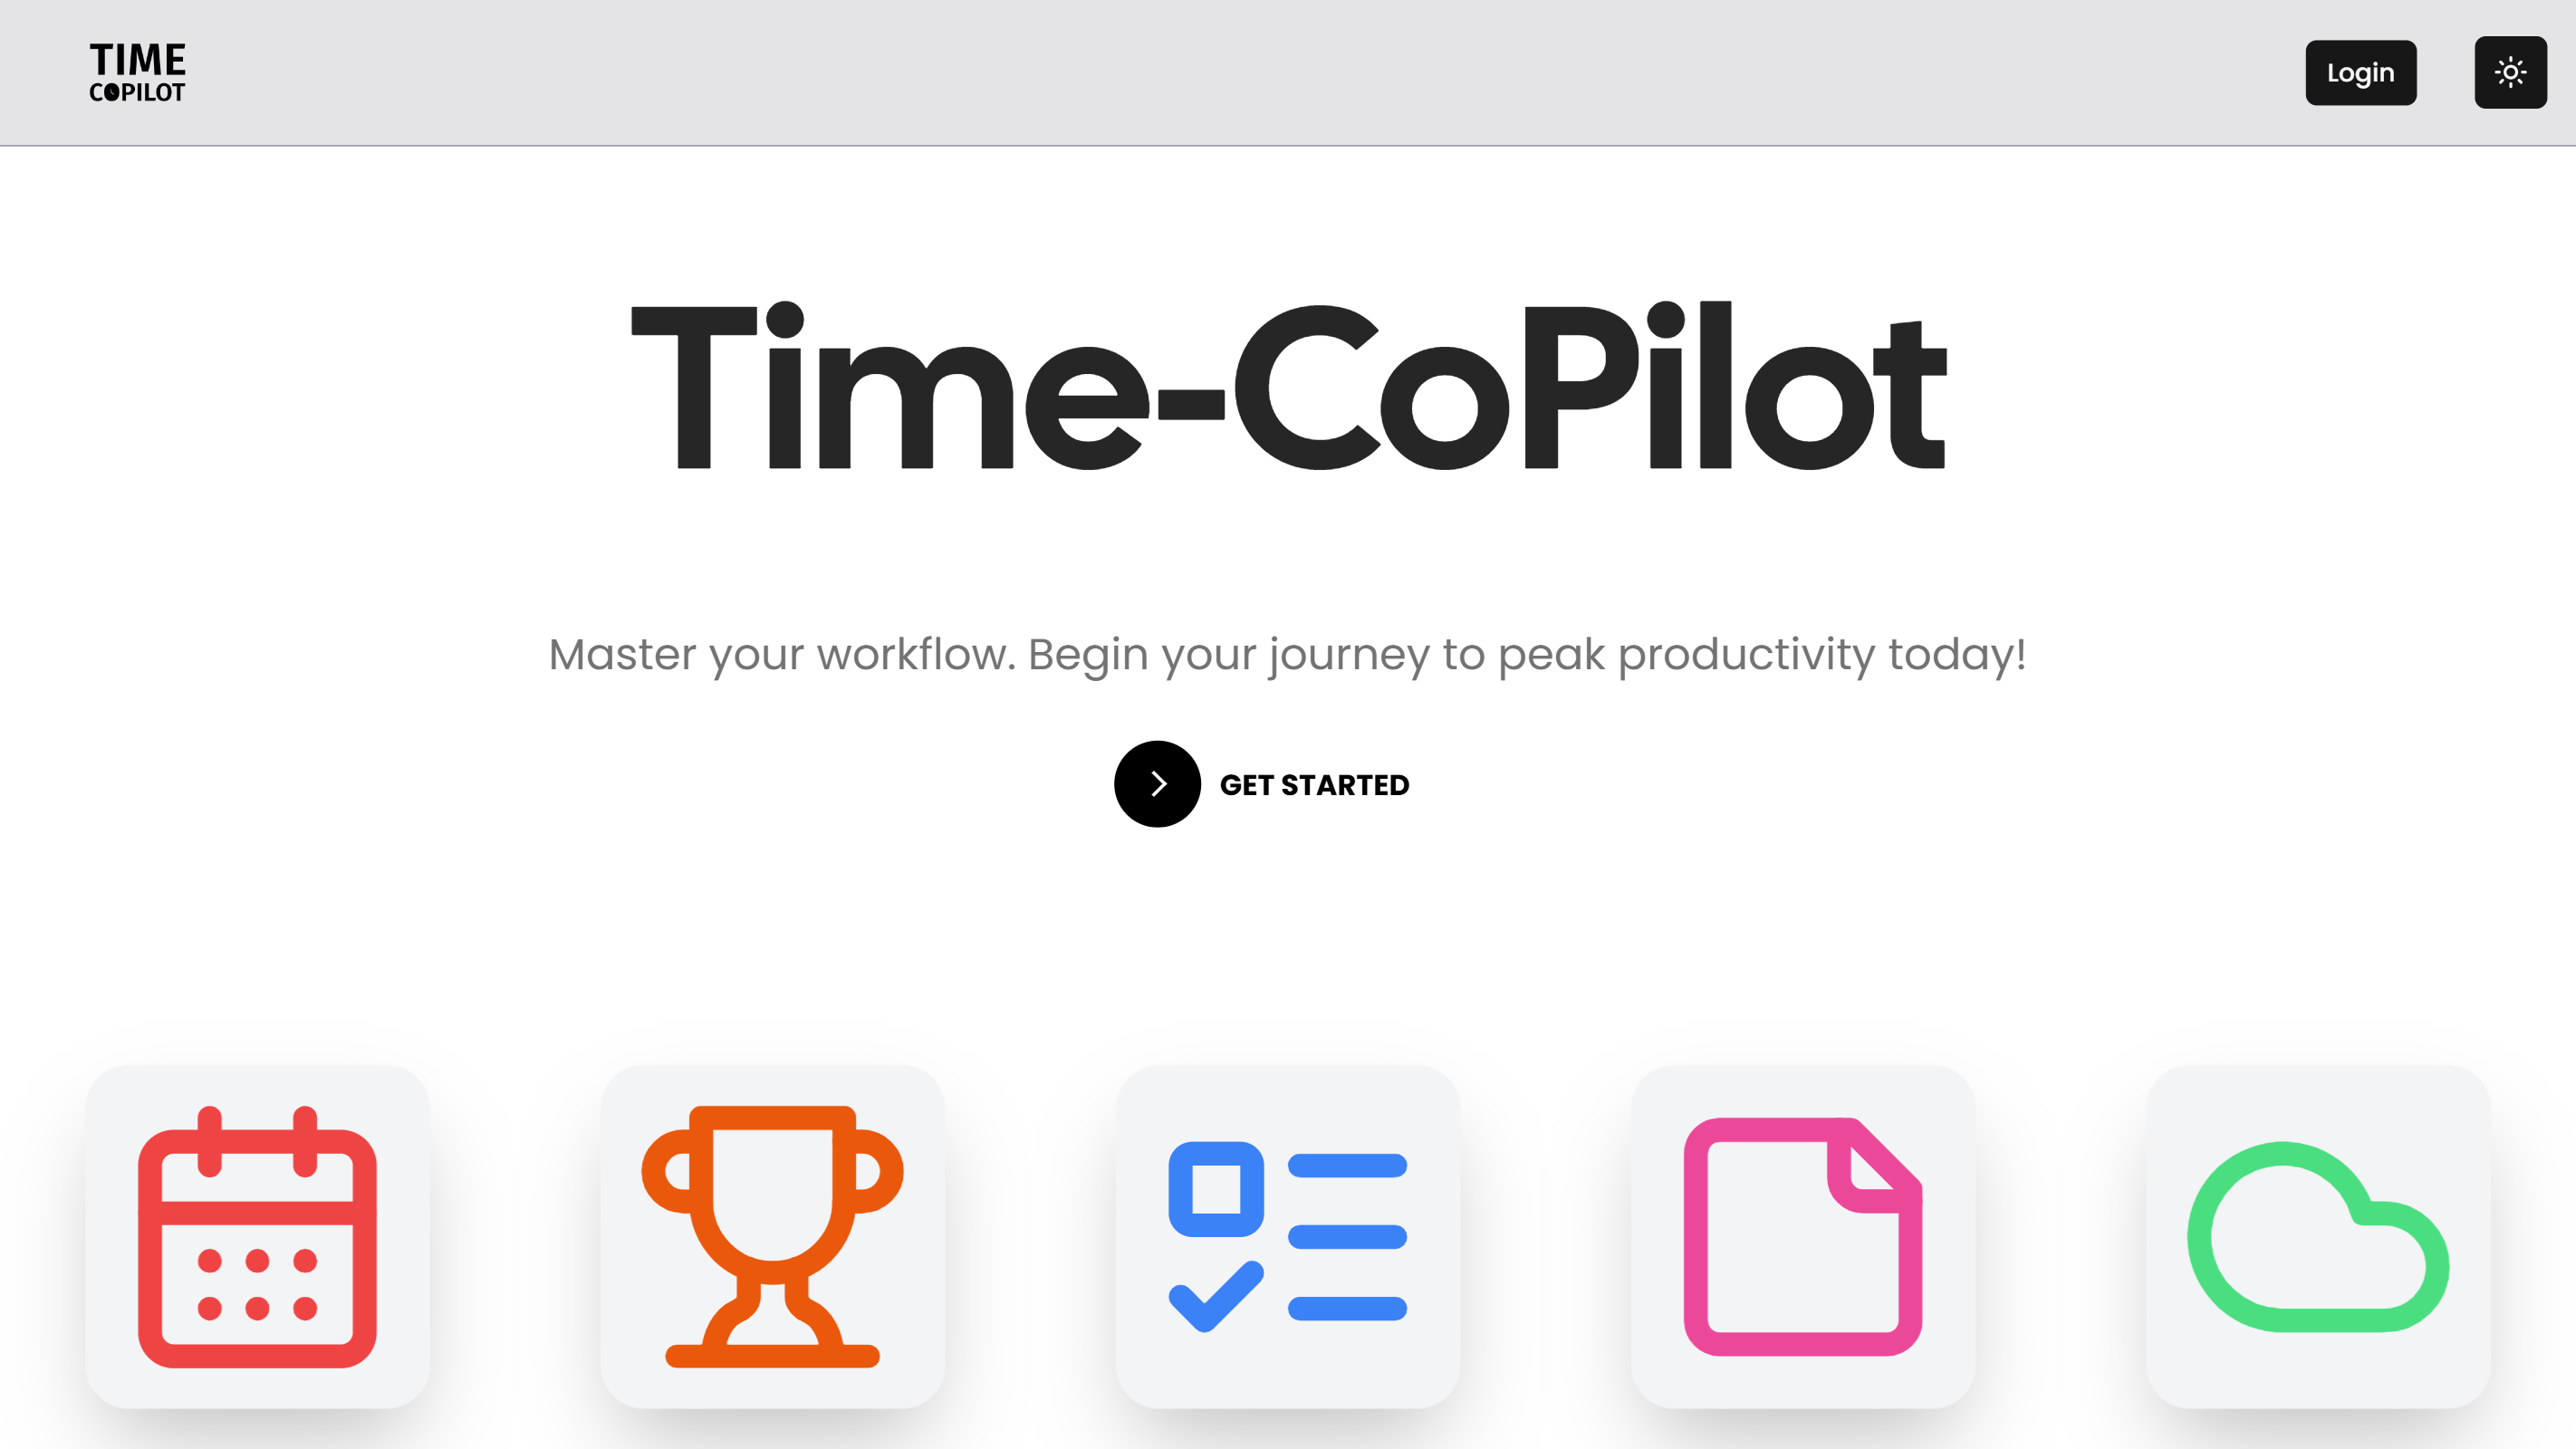 TIME
COPILOT
Login
Time-CoPilot
Master your workflow. Begin your journey to peak productivity today!
GET STARTED